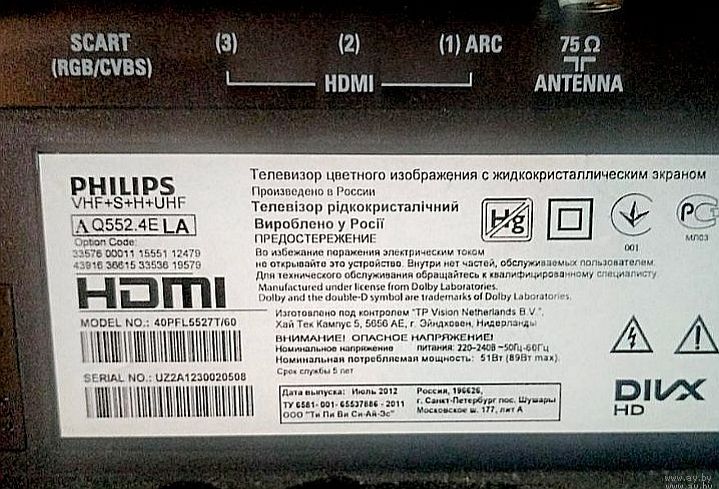 SCART (3) (2) (1) ARC 75 Ω
(RGB/CVBS) HDMI ANTENNA
PHILIPS
VHF+S+H+UHF
Λ Q552.4E LA
Option Code:
33576 00011 15551 12479
43916 36615 33536 19579
HDMI
MODEL NO.: 40PFL5527T/60
SERIAL NO.: UZ2A1230020508
Телевизор цветного изображения с жидкокристаллическим экраном
Произведено в России
Телевізор рідкокристалічний
Вироблено у Росії
ПРЕДОСТЕРЕЖЕНИЕ
Во избежание поражения электрическим током
не открывайте это устройство. Внутри нет частей, обслуживаемых пользователем.
Для технического обслуживания обращайтесь к квалифицированному специалисту.
Manufactured under license from Dolby Laboratories.
Dolby and the double-D symbol are trademarks of Dolby Laboratories.
Изготовлено под контролем "TP Vision Netherlands B.V.",
Хай Тек Кампус 5, 5656 AE, г. Эйндховен, Нидерланды
ВНИМАНИЕ! ОПАСНОЕ НАПРЯЖЕНИЕ!
Номинальное напряжение питания: 220-240В ~50Гц-60Гц
Номинальная потребляемая мощность: 51Вт (89Вт max).
Срок службы 5 лет
Дата выпуска: Июль 2012
ТУ 6581-001-65537886-2011
ООО "Ти Пи Ви Си-Ай-Эс"
Россия, 196626,
г. Санкт-Петербург пос. Шушары
Московское ш. 177, лит А
Hg
001
РС
МЛ03
DIVX
HD
www.ay.by